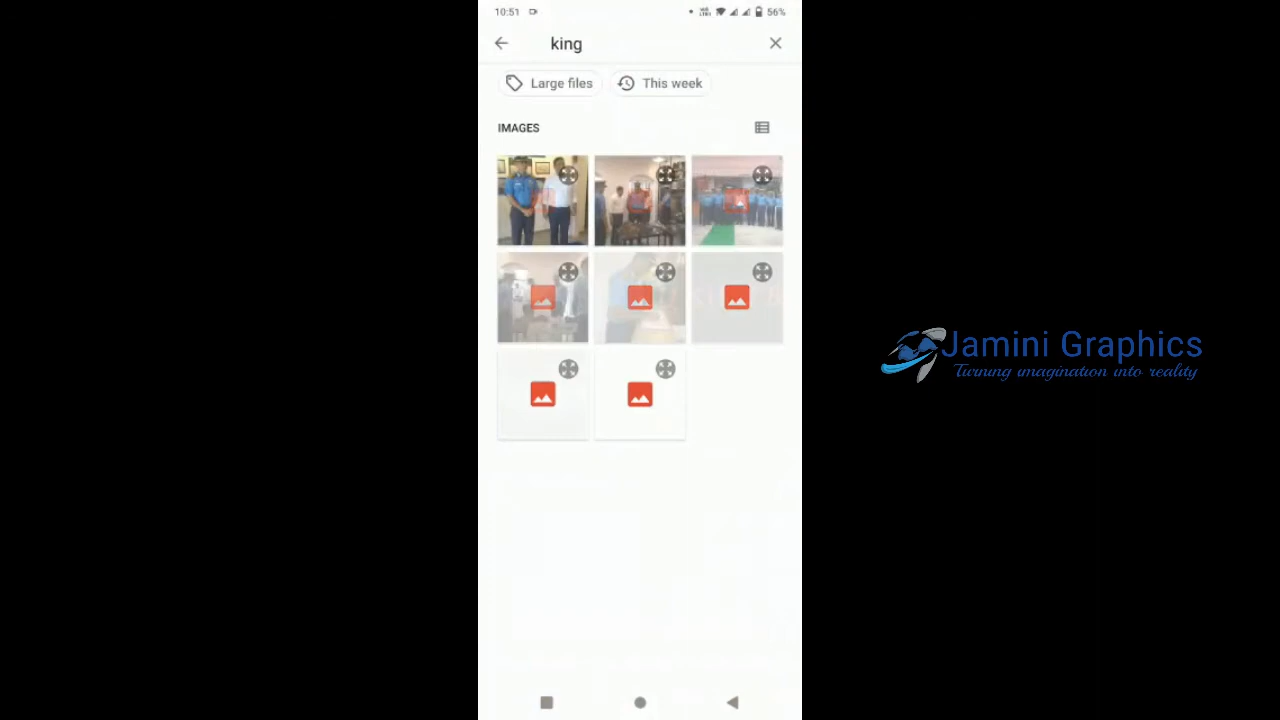 10:51
56%
king
Large files
This week
IMAGES
Jamini Graphics
Turning imagination into reality